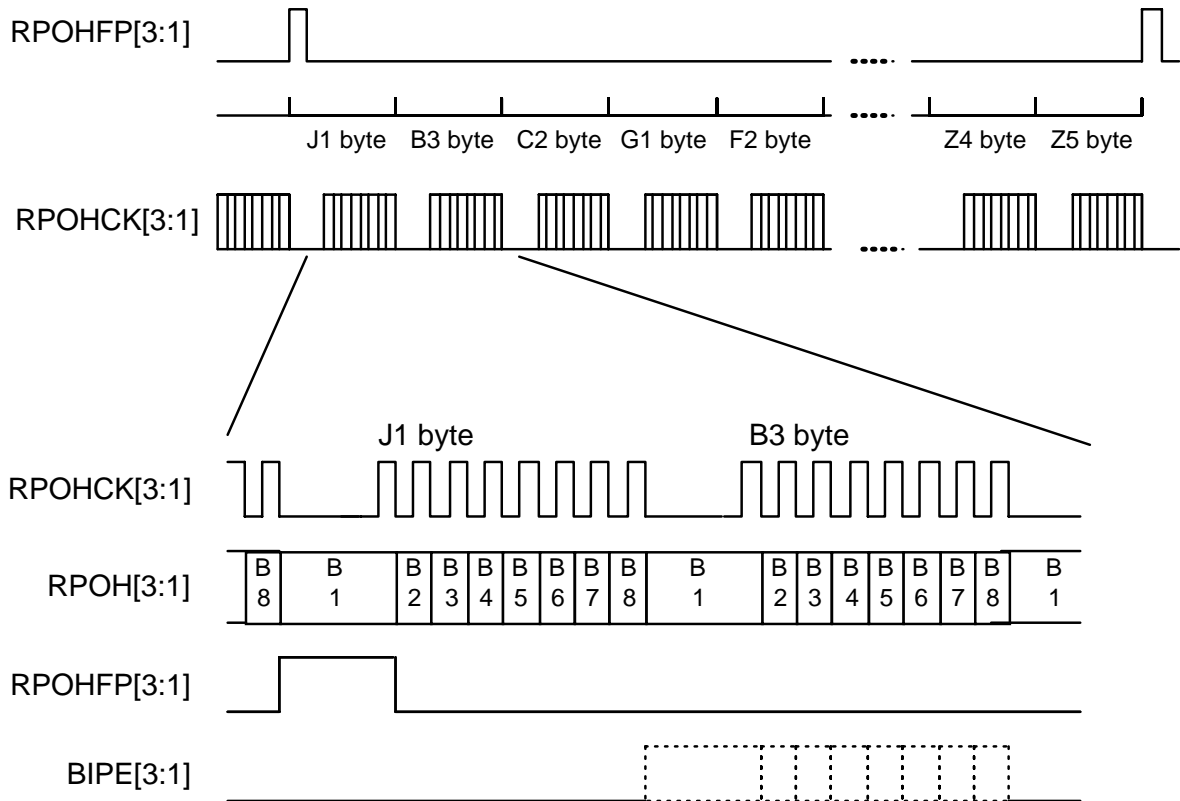 RPOHFP[3:1]
J1 byte B3 byte C2 byte G1 byte F2 byte Z4 byte Z5 byte
RPOHCK[3:1]
J1 byte B3 byte
RPOHCK[3:1]
RPOH[3:1]
B B B B B B B B B B B B B B B B B B
8 1 2 3 4 5 6 7 8 1 2 3 4 5 6 7 8 1
RPOHFP[3:1]
BIPE[3:1]